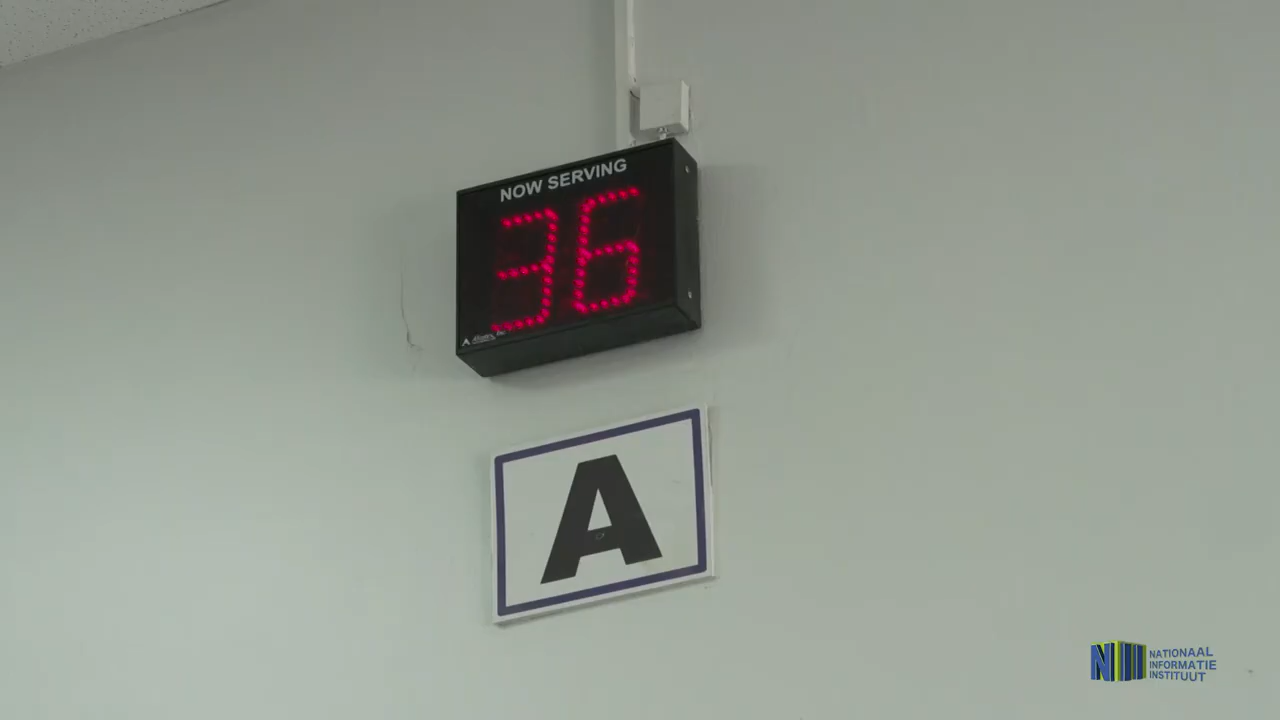 NOW SERVING
36
A
NATIONAAL
INFORMATIE
INSTITUUT